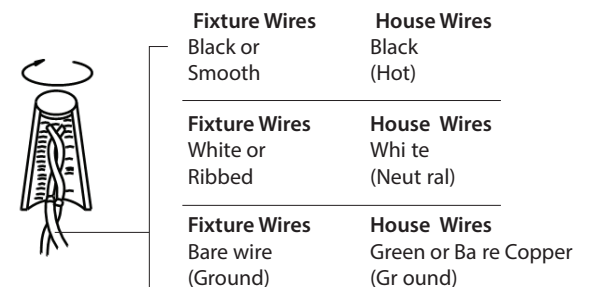 Fixture Wires House Wires
Black or Black
Smooth (Hot)
Fixture Wires House Wires
White or Whi te
Ribbed (Neut ral)
Fixture Wires House Wires
Bare wire Green or Ba re Copper
(Ground) (Gr ound)